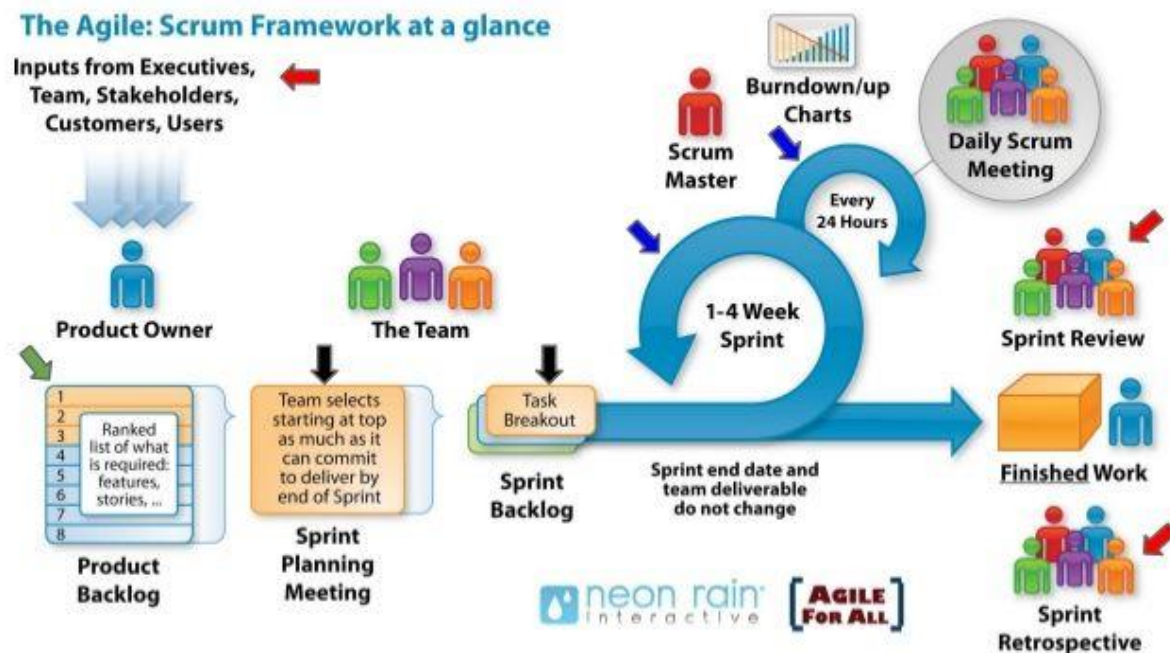 The Agile: Scrum Framework at a glance
Inputs from Executives,
Team, Stakeholders,
Customers, Users
Product Owner
The Team
Scrum
Master
Burndown/up
Charts
Daily Scrum
Meeting
Every
24 Hours
1-4 Week
Sprint
Sprint Review
1
2
3
4
5
6
7
8
Ranked
list of what
is required:
features,
stories, ...
Product
Backlog
Team selects
starting at top
as much as it
can commit
to deliver by
end of Sprint
Sprint
Planning
Meeting
Task
Breakout
Sprint
Backlog
Sprint end date and
team deliverable
do not change
Finished Work
Sprint
Retrospective
neon rain
interactive
AGILE
FOR ALL